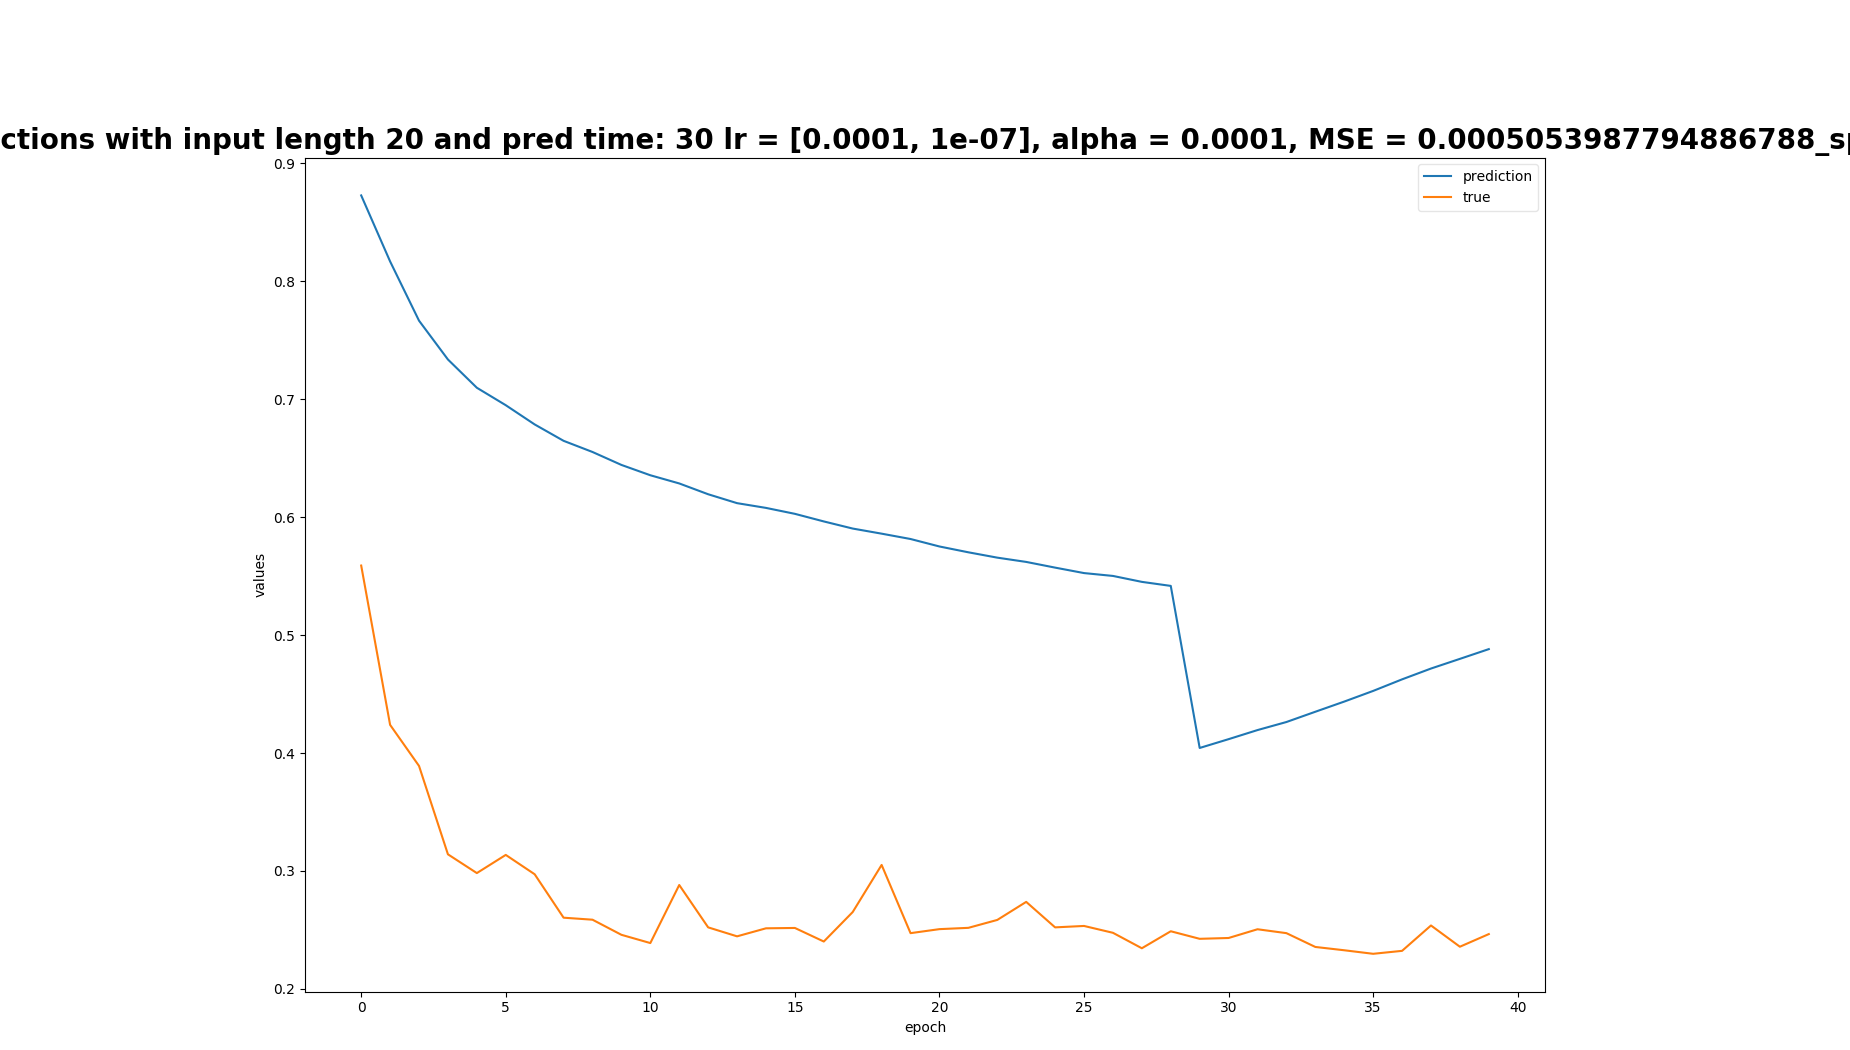 ctions with input length 20 and pred time: 30 lr = [0.0001, 1e-07], alpha = 0.0001, MSE = 0.0005053987794886788_sp
prediction
true
0.9
0.8
0.7
0.6
0.5
0.4
0.3
0.2
values
0 5 10 15 20 25 30 35 40
epoch